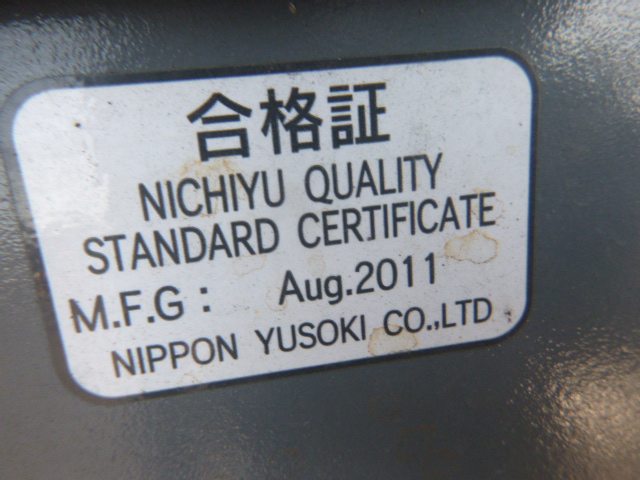 合格証
NICHIYU QUALITY
STANDARD CERTIFICATE
M.F.G : Aug.2011
NIPPON YUSOKI CO.,LTD